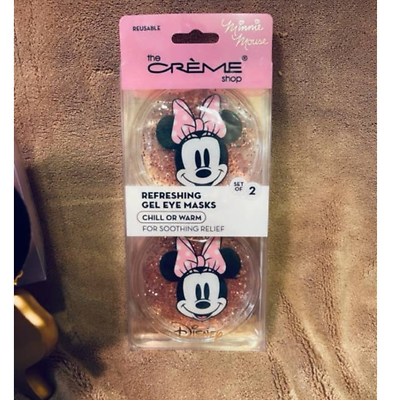 REUSABLE
Minnie
Mouse
the
CRÈME®
shop
REFRESHING
GEL EYE MASKS
SET OF 2
CHILL OR WARM
FOR SOOTHING RELIEF
Disney